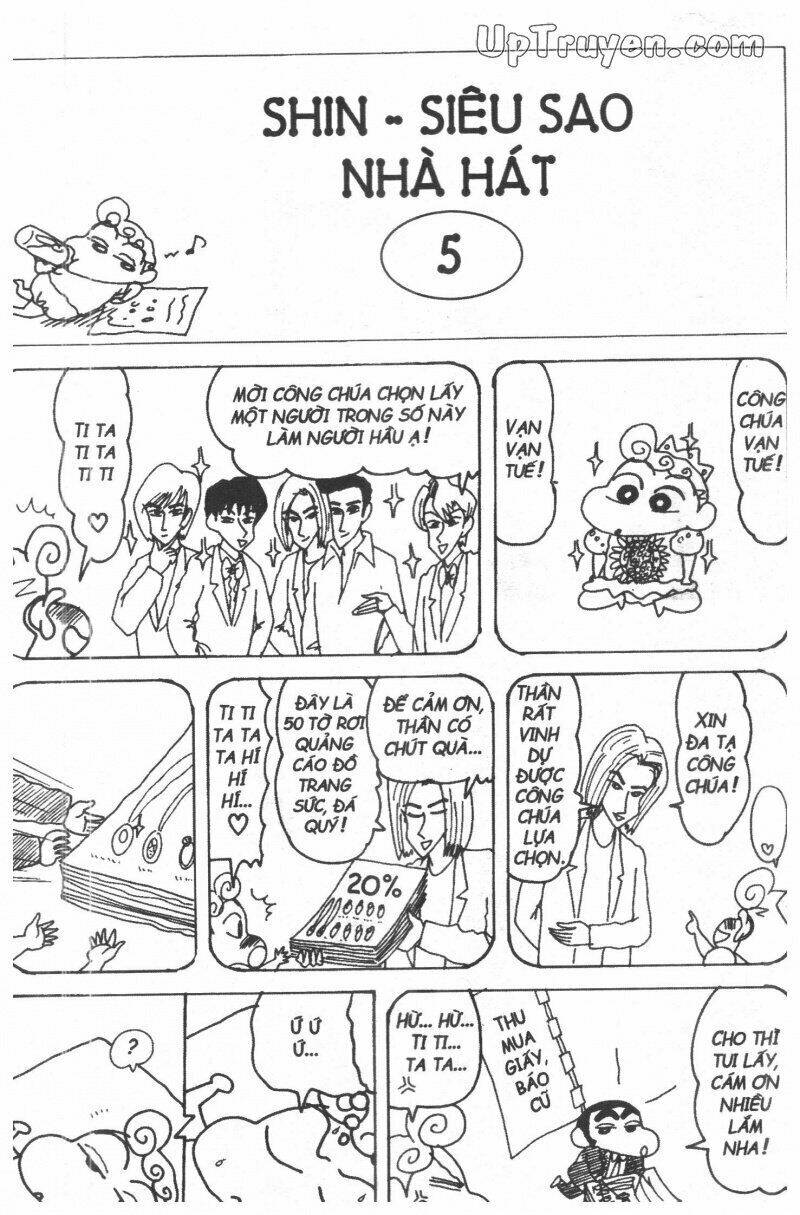 UpTruyen.com
SHIN - SIÊU SAO
NHÀ HÁT
5
TI TA
TI TA
TI TI
MỜI CÔNG CHÚA CHỌN LẤY
MỘT NGƯỜI TRONG SỐ NÀY
LÀM NGƯỜI HẦU Ạ!
VẠN
VẠN
TUẾ!
CÔNG
CHÚA
VẠN
TUẾ!
TI TI
TA TA
TA HÍ
HÍ
HÍ...
ĐÂY LÀ
50 TỜ RƠI
QUẢNG
CÁO ĐỒ
TRANG
SỨC, ĐÁ
QUÝ!
ĐỂ CẢM ƠN,
THẦN CÓ
CHÚT QUÀ...
20%
THẦN
RẤT
VINH
DỰ
ĐƯỢC
CÔNG
CHÚA
LỰA
CHỌN.
XIN
ĐA TẠ
CÔNG
CHÚA!
?
Ứ Ứ
Ứ...
HỪ... HỪ...
TI TI...
TA TA...
THU
MUA
GIẤY,
BÁO
CŨ
CHO THÌ
TUI LẤY,
CÁM ƠN
NHIỀU
LẮM
NHA!